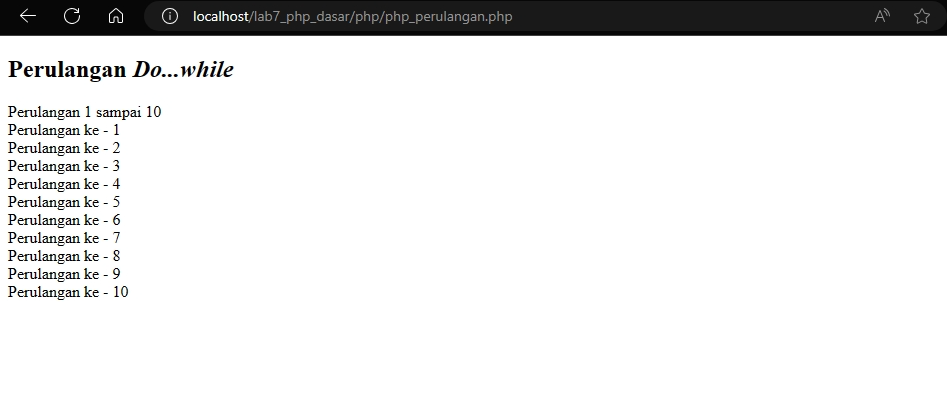 localhost/lab7_php_dasar/php/php_perulangan.php
Perulangan Do...while
Perulangan 1 sampai 10
Perulangan ke - 1
Perulangan ke - 2
Perulangan ke - 3
Perulangan ke - 4
Perulangan ke - 5
Perulangan ke - 6
Perulangan ke - 7
Perulangan ke - 8
Perulangan ke - 9
Perulangan ke - 10